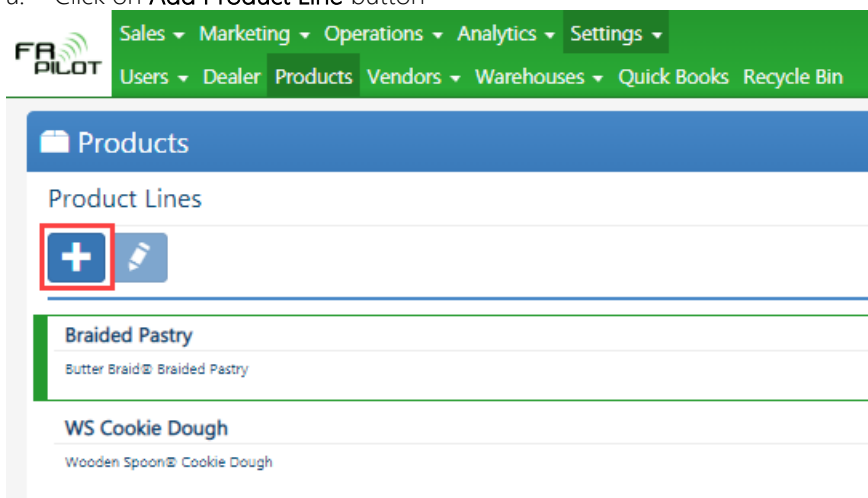 a. Click on Add Product Line button
FR PILOT
Sales Marketing Operations Analytics Settings
Users Dealer Products Vendors Warehouses Quick Books Recycle Bin
Products
Product Lines
Braided Pastry
Butter Braid® Braided Pastry
WS Cookie Dough
Wooden Spoon® Cookie Dough